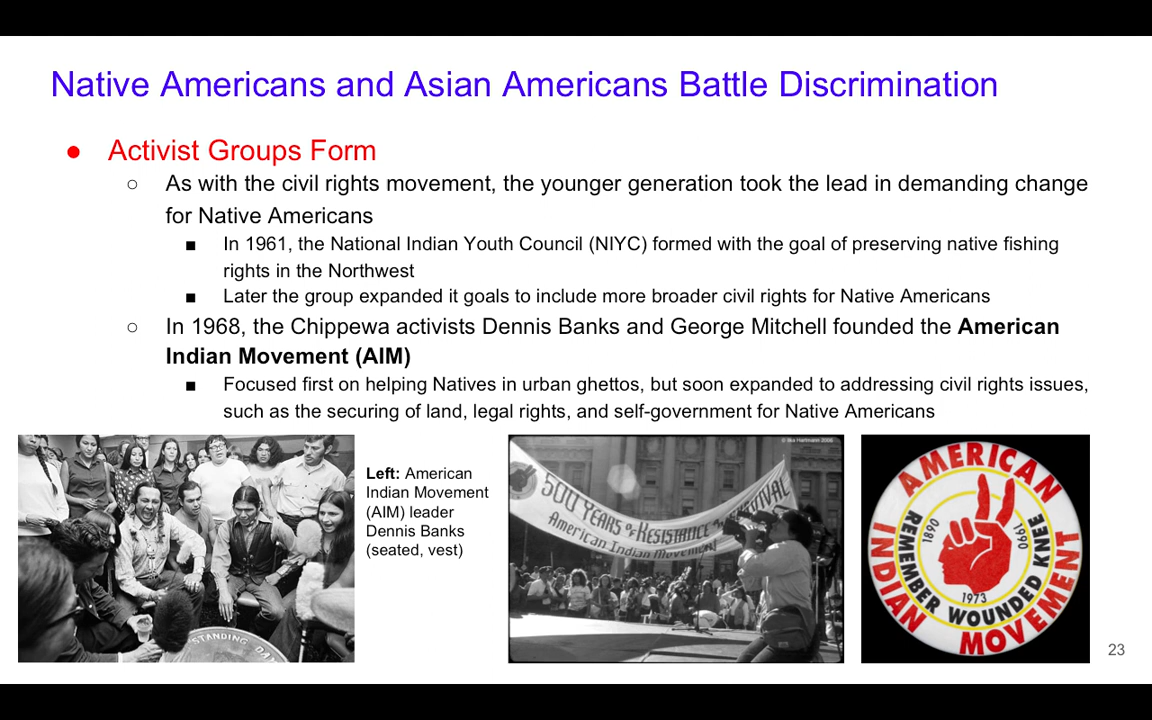 Native Americans and Asian Americans Battle Discrimination
● Activist Groups Form
○ As with the civil rights movement, the younger generation took the lead in demanding change
for Native Americans
■ In 1961, the National Indian Youth Council (NIYC) formed with the goal of preserving native fishing
rights in the Northwest
■ Later the group expanded it goals to include more broader civil rights for Native Americans
○ In 1968, the Chippewa activists Dennis Banks and George Mitchell founded the American
Indian Movement (AIM)
■ Focused first on helping Natives in urban ghettos, but soon expanded to addressing civil rights issues,
such as the securing of land, legal rights, and self-government for Native Americans
STANDING
Left: American
Indian Movement
(AIM) leader
Dennis Banks
(seated, vest)
© Ilka Hartmann 2006
500 YEARS of RESISTANCE
American Indian Movement
AMERICAN
INDIAN
MOVEMENT
REMEMBER WOUNDED KNEE
1890
1990
1973
23